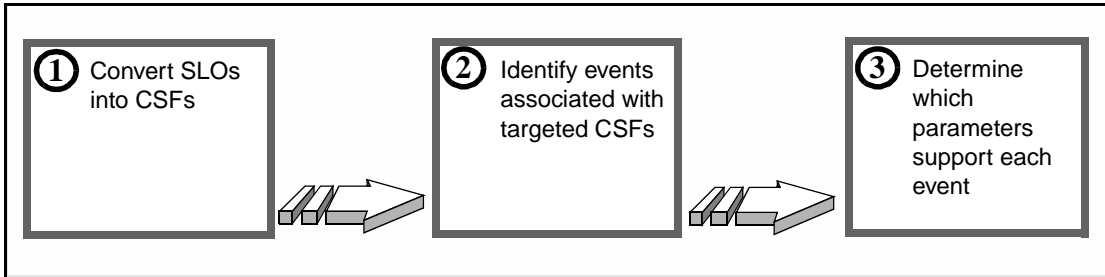 1 Convert SLOs
into CSFs
2 Identify events
associated with
targeted CSFs
3 Determine
which
parameters
support each
event